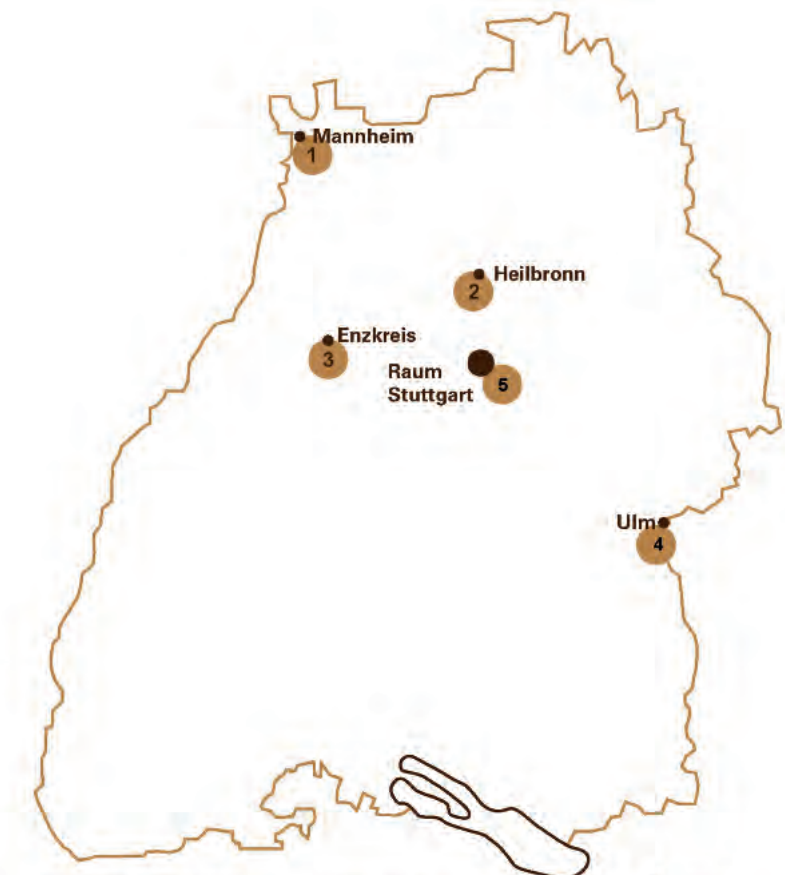 Mannheim
1
Heilbronn
2
Enzkreis
3
Raum
Stuttgart
5
Ulm
4